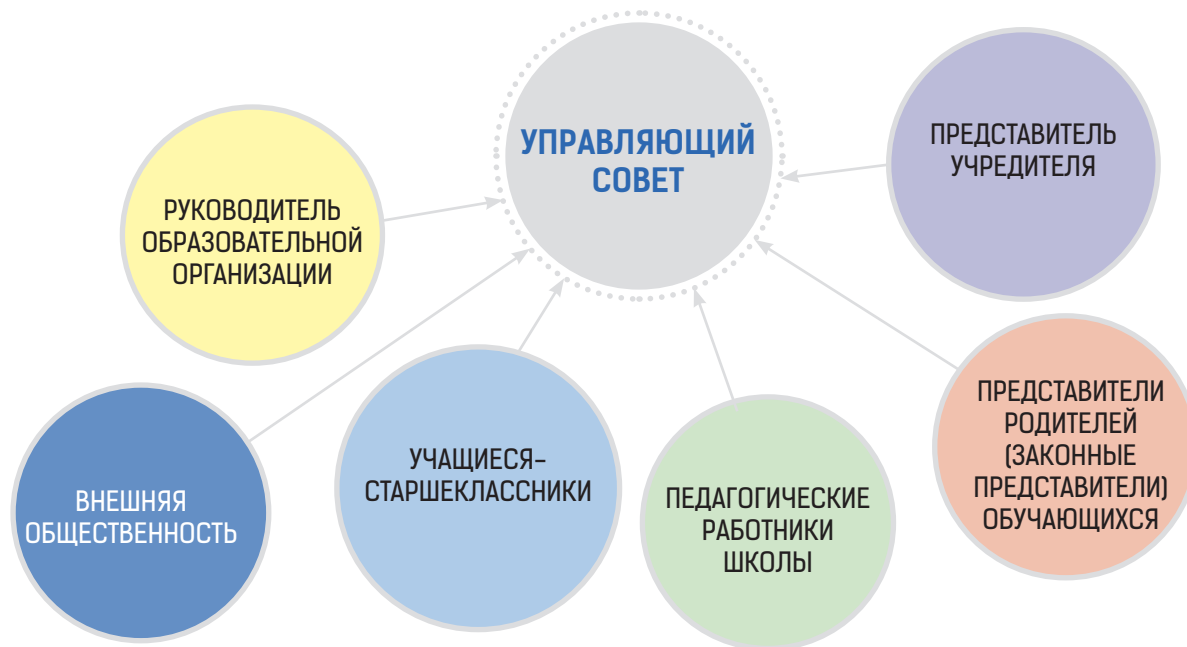 УПРАВЛЯЮЩИЙ
СОВЕТ
ПРЕДСТАВИТЕЛЬ
УЧРЕДИТЕЛЯ
РУКОВОДИТЕЛЬ
ОБРАЗОВАТЕЛЬНОЙ
ОРГАНИЗАЦИИ
ВНЕШНЯЯ
ОБЩЕСТВЕННОСТЬ
УЧАЩИЕСЯ–
СТАРШЕКЛАССНИКИ
ПЕДАГОГИЧЕСКИЕ
РАБОТНИКИ
ШКОЛЫ
ПРЕДСТАВИТЕЛИ
РОДИТЕЛЕЙ
(ЗАКОННЫЕ
ПРЕДСТАВИТЕЛИ)
ОБУЧАЮЩИХСЯ